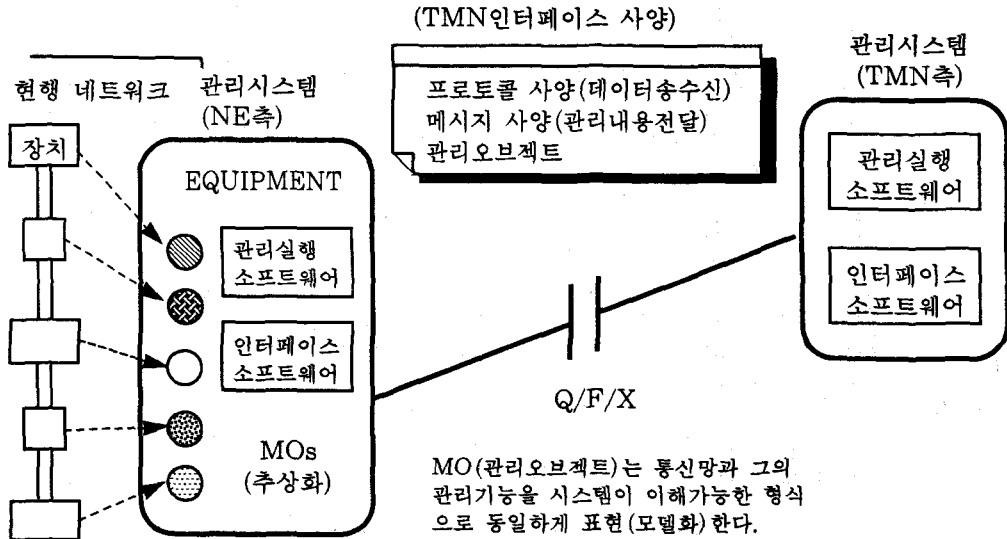 (TMN인터페이스 사양)
프로토콜 사양(데이터송수신)
메시지 사양(관리내용전달)
관리오브젝트
관리시스템
(TMN측)
관리실행
소프트웨어
인터페이스
소프트웨어
현행 네트워크
장치
관리시스템
(NE측)
EQUIPMENT
관리실행
소프트웨어
인터페이스
소프트웨어
MOs
(추상화)
Q/F/X
MO(관리오브젝트)는 통신망과 그의
관리기능을 시스템이 이해가능한 형식
으로 동일하게 표현(모델화)한다.